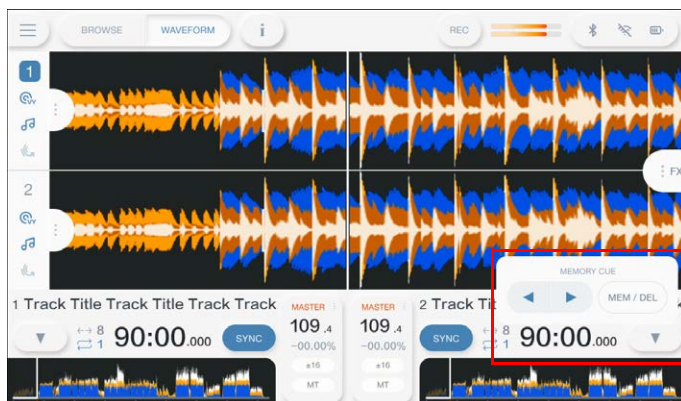 BROWSE WAVEFORM i REC
1
2
FX
MEMORY CUE
MEM / DEL
1 Track Title Track Title Track Track
MASTER
MASTER
2 Track
8
1
90:00.000
SYNC
109.4
-00.00%
±16
MT
109.4
-00.00%
±16
MT
SYNC
8
1
90:00.000